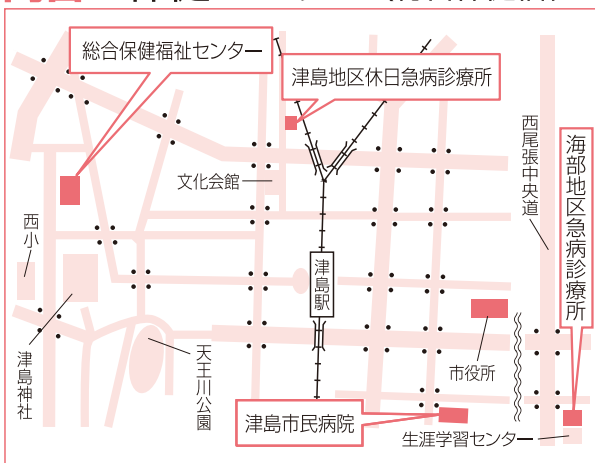 総合保健福祉センター
津島地区休日急病診療所
西尾張中央道
海部地区急病診療所
文化会館
西小
津島駅
市役所
津島神社
天王川公園
津島市民病院
生涯学習センター